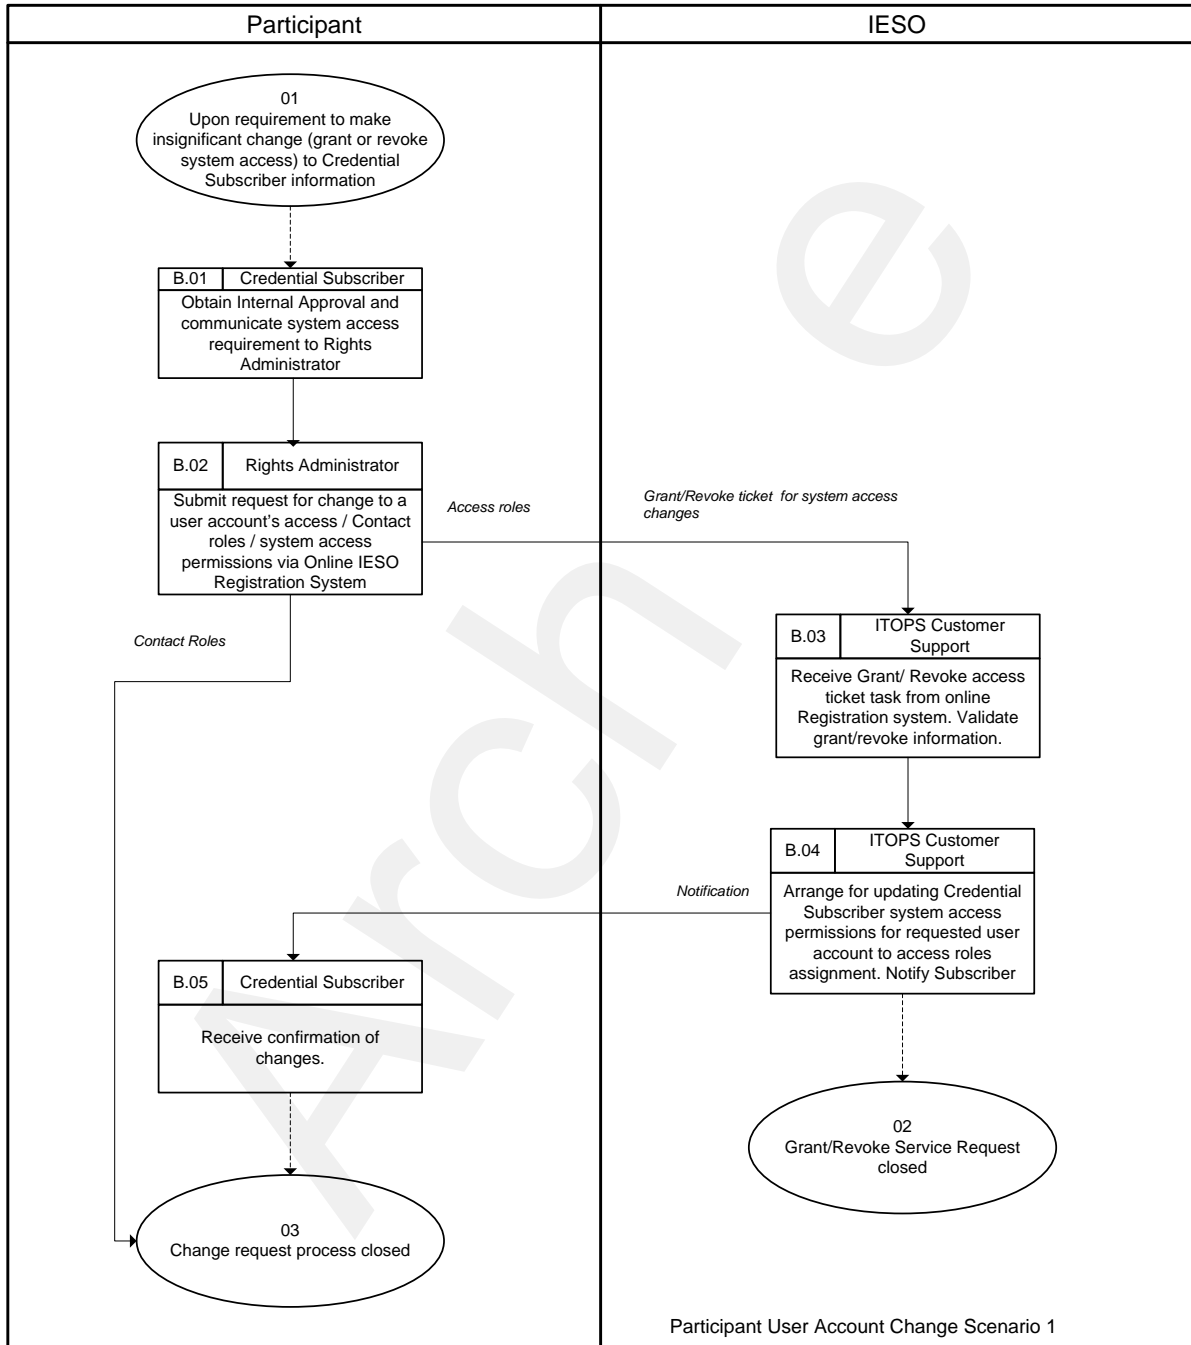 Participant
IESO
01
Upon requirement to make
insignificant change (grant or revoke
system access) to Credential
Subscriber information
B.01
Credential Subscriber
Obtain Internal Approval and
communicate system access
requirement to Rights
Administrator
B.02
Rights Administrator
Submit request for change to a
user account's access / Contact
roles / system access
permissions via Online IESO
Registration System
Access roles
Grant/Revoke ticket for system access
changes
Contact Roles
B.03
ITOPS Customer
Support
Receive Grant/ Revoke access
ticket task from online
Registration system. Validate
grant/revoke information.
B.04
ITOPS Customer
Support
Arrange for updating Credential
Subscriber system access
permissions for requested user
account to access roles
assignment. Notify Subscriber
Notification
B.05
Credential Subscriber
Receive confirmation of
changes.
02
Grant/Revoke Service Request
closed
03
Change request process closed
Participant User Account Change Scenario 1
Arch e